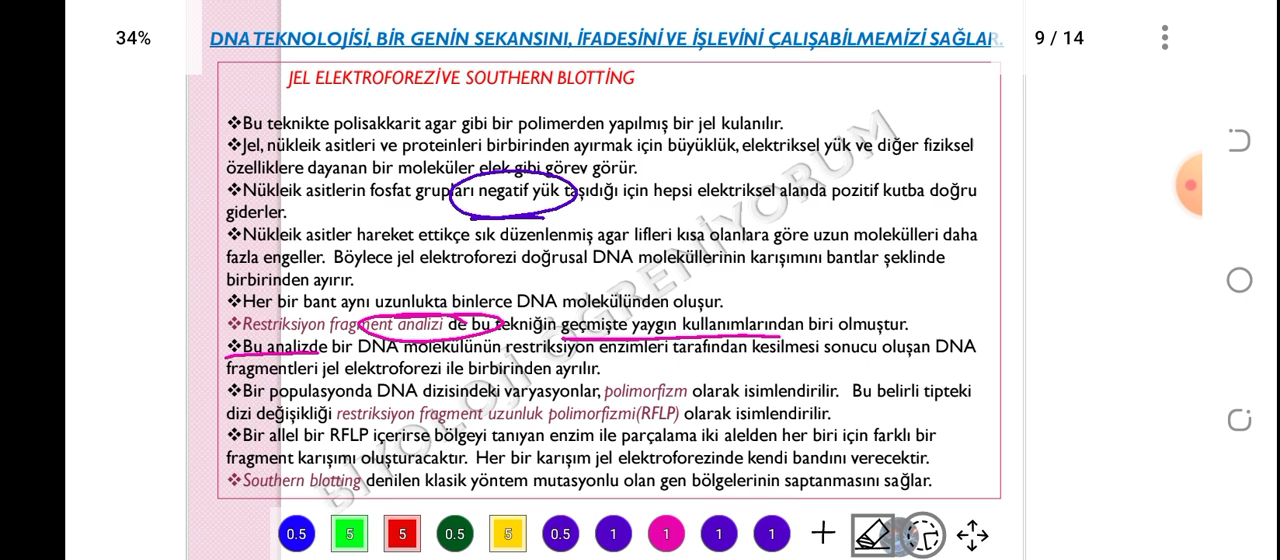 34%
DNA TEKNOLOJİSİ, BİR GENİN SEKANSINI, İFADESİNİ VE İŞLEVİNİ ÇALIŞABİLMEMİZİ SAĞLAR.
9 / 14
JEL ELEKTROFOREZİ VE SOUTHERN BLOTTİNG
❖Bu teknikte polisakkarit agar gibi bir polimerden yapılmış bir jel kulanılır.
❖Jel, nükleik asitleri ve proteinleri birbirinden ayırmak için büyüklük, elektriksel yük ve diğer fiziksel
özelliklere dayanan bir moleküler elek gibi görev görür.
❖Nükleik asitlerin fosfat grupları negatif yük taşıdığı için hepsi elektriksel alanda pozitif kutba doğru
giderler.
❖Nükleik asitler hareket ettikçe sık düzenlenmiş agar lifleri kısa olanlara göre uzun molekülleri daha
fazla engeller. Böylece jel elektroforezi doğrusal DNA moleküllerinin karışımını bantlar şeklinde
birbirinden ayırır.
❖Her bir bant aynı uzunlukta binlerce DNA molekülünden oluşur.
❖Restriksiyon fragment analizi de bu tekniğin geçmişte yaygın kullanımlarından biri olmuştur.
❖Bu analizde bir DNA molekülünün restriksiyon enzimleri tarafından kesilmesi sonucu oluşan DNA
fragmentleri jel elektroforezi ile birbirinden ayrılır.
❖Bir populasyonda DNA dizisindeki varyasyonlar, polimorfizm olarak isimlendirilir. Bu belirli tipteki
dizi değişikliği restriksiyon fragment uzunluk polimorfizmi(RFLP) olarak isimlendirilir.
❖Bir allel bir RFLP içerirse bölgeyi tanıyan enzim ile parçalama iki alelden her biri için farklı bir
fragment karışımı oluşturacaktır. Her bir karışım jel elektroforezinde kendi bandını verecektir.
❖Southern blotting denilen klasik yöntem mutasyonlu olan gen bölgelerinin saptanmasını sağlar.
BİYOLOJİ ÖĞRENİYORUM
0.5 5 5 0.5 5 0.5 1 1 1 1